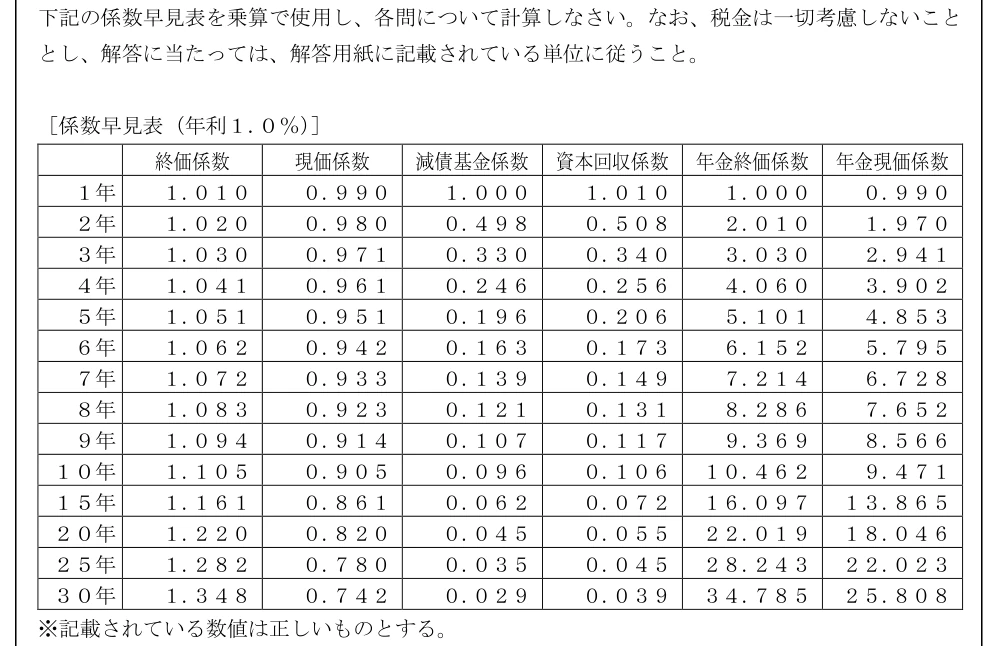 下記の係数早見表を乗算で使用し、各問について計算しなさい。なお、税金は一切考慮しないこと
とし、解答に当たっては、解答用紙に記載されている単位に従うこと。
［係数早見表（年利１．０％）］
終価係数 現価係数 減債基金係数 資本回収係数 年金終価係数 年金現価係数
１年 １．０１０ ０．９９０ １．０００ １．０１０ １．０００ ０．９９０
２年 １．０２０ ０．９８０ ０．４９８ ０．５０８ ２．０１０ １．９７０
３年 １．０３０ ０．９７１ ０．３３０ ０．３４０ ３．０３０ ２．９４１
４年 １．０４１ ０．９６１ ０．２４６ ０．２５６ ４．０６０ ３．９０２
５年 １．０５１ ０．９５１ ０．１９６ ０．２０６ ５．１０１ ４．８５３
６年 １．０６２ ０．９４２ ０．１６３ ０．１７３ ６．１５２ ５．７９５
７年 １．０７２ ０．９３３ ０．１３９ ０．１４９ ７．２１４ ６．７２８
８年 １．０８３ ０．９２３ ０．１２１ ０．１３１ ８．２８６ ７．６５２
９年 １．０９４ ０．９１４ ０．１０７ ０．１１７ ９．３６９ ８．５６６
１０年 １．１０５ ０．９０５ ０．０９６ ０．１０６ １０．４６２ ９．４７１
１５年 １．１６１ ０．８６１ ０．０６２ ０．０７２ １６．０９７ １３．８６５
２０年 １．２２０ ０．８２０ ０．０４５ ０．０５５ ２２．０１９ １８．０４６
２５年 １．２８２ ０．７８０ ０．０３５ ０．０４５ ２８．２４３ ２２．０２３
３０年 １．３４８ ０．７４２ ０．０２９ ０．０３９ ３４．７８５ ２５．８０８
※記載されている数値は正しいものとする。